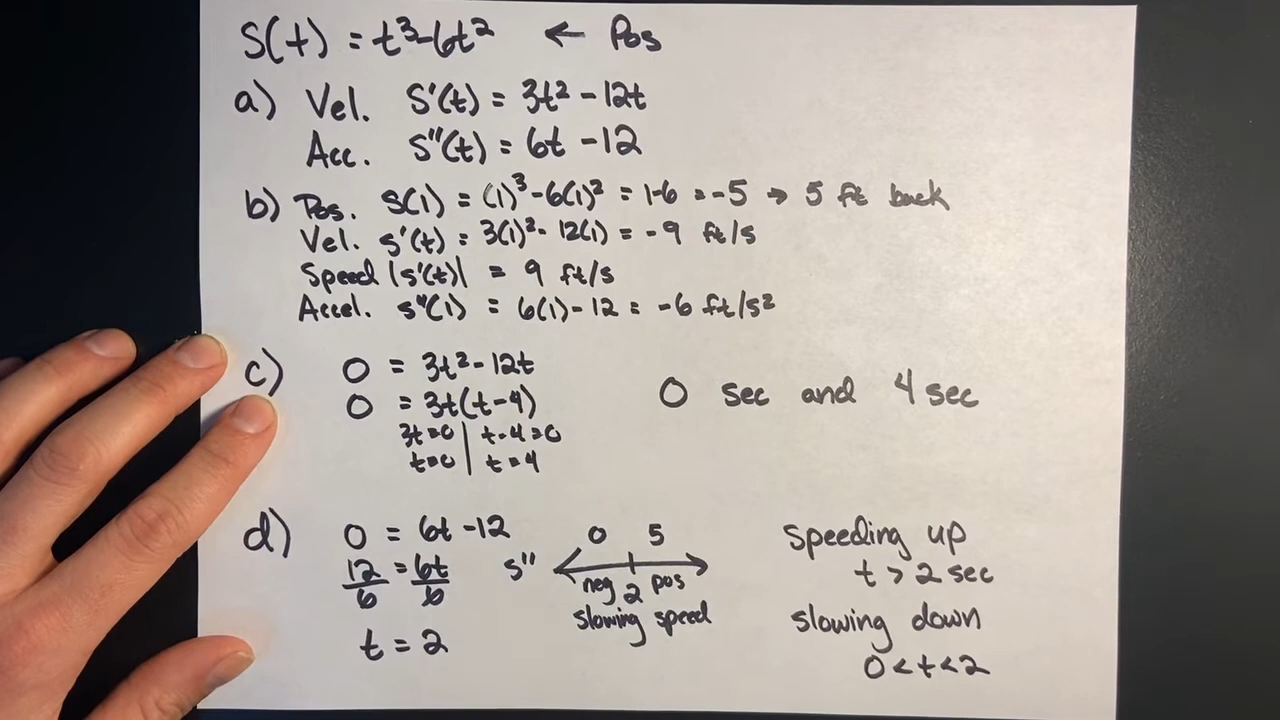 S(t) = t³-6t² ← Pos
a) Vel. S'(t) = 3t² - 12t
Acc. S"(t) = 6t - 12
b) Pos. S(1) = (1)³ - 6(1)² = 1-6 = -5 → 5 ft back
Vel. s'(t) = 3(1)² - 12(1) = -9 ft/s
Speed |s'(t)| = 9 ft/s
Accel. s"(1) = 6(1) - 12 = -6 ft/s²
c) 0 = 3t² - 12t
0 = 3t(t-4)
3t=0 | t-4=0
t=0 | t=4
0 sec and 4 sec
d) 0 = 6t - 12
12/6 = 6t/6
t = 2
0 5
s"
neg 2 pos
slowing speed
Speeding up
t > 2 sec
slowing down
0 < t < 2